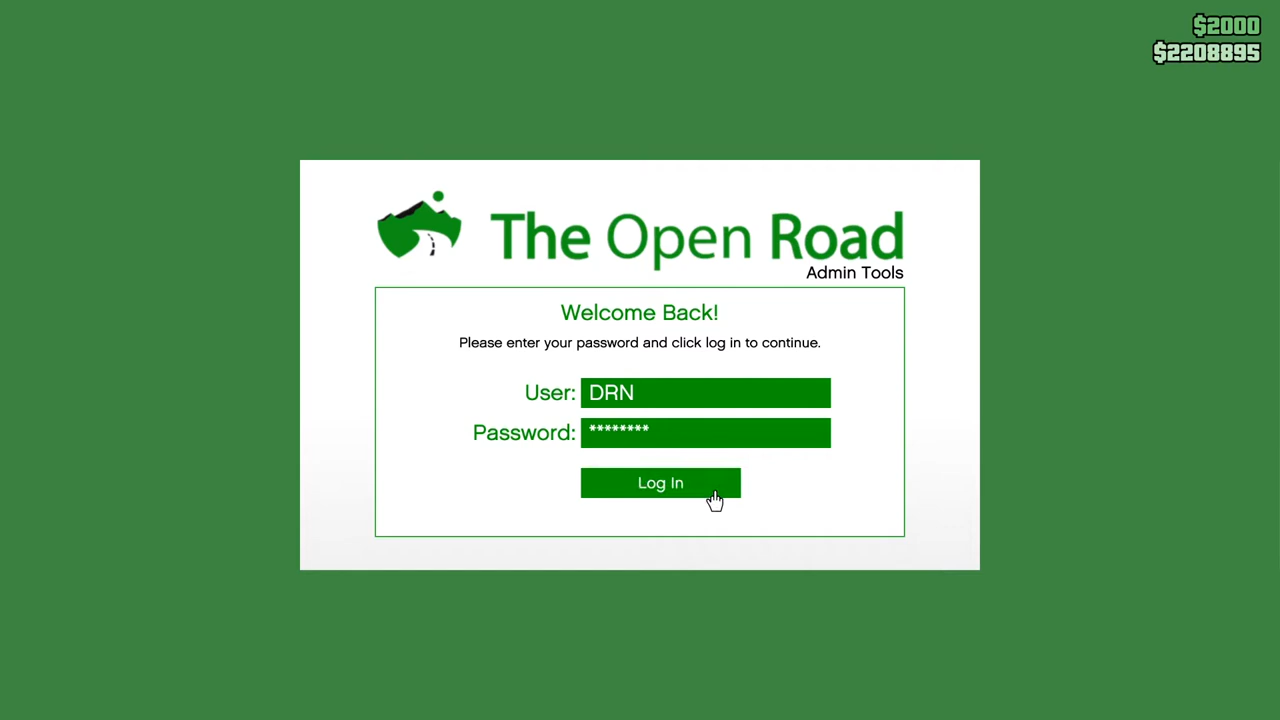 $2000
$2208895
The Open Road
Admin Tools
Welcome Back!
Please enter your password and click log in to continue.
User: DRN
Password: ********
Log In